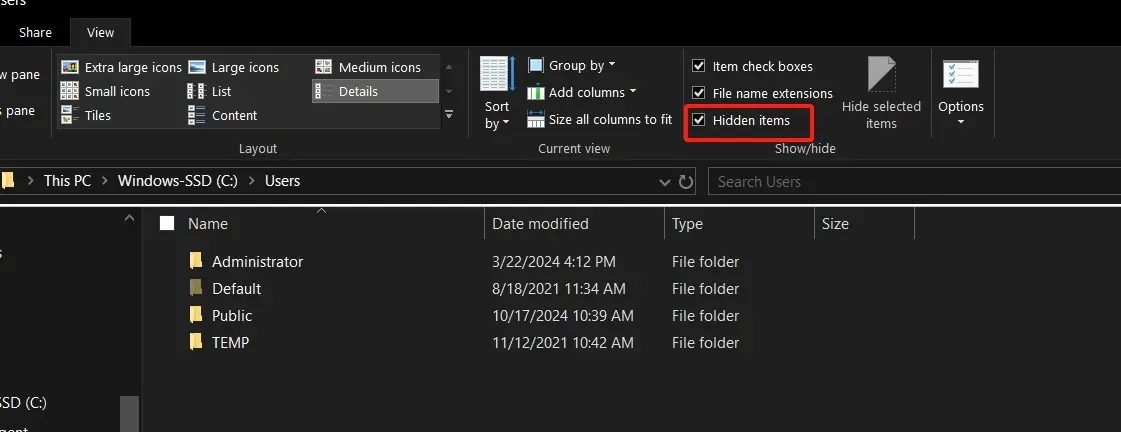 sers
Share View
w pane
s pane
Extra large icons Large icons Medium icons
Small icons List Details
Tiles Content
Layout
Sort by
Group by
Add columns
Size all columns to fit
Current view
Item check boxes
File name extensions
Hidden items
Hide selected items
Show/hide
Options
This PC Windows-SSD (C:) Users
Search Users
Name Date modified Type Size
Administrator 3/22/2024 4:12 PM File folder
Default 8/18/2021 11:34 AM File folder
Public 10/17/2024 10:39 AM File folder
TEMP 11/12/2021 10:42 AM File folder
SSD (C:)